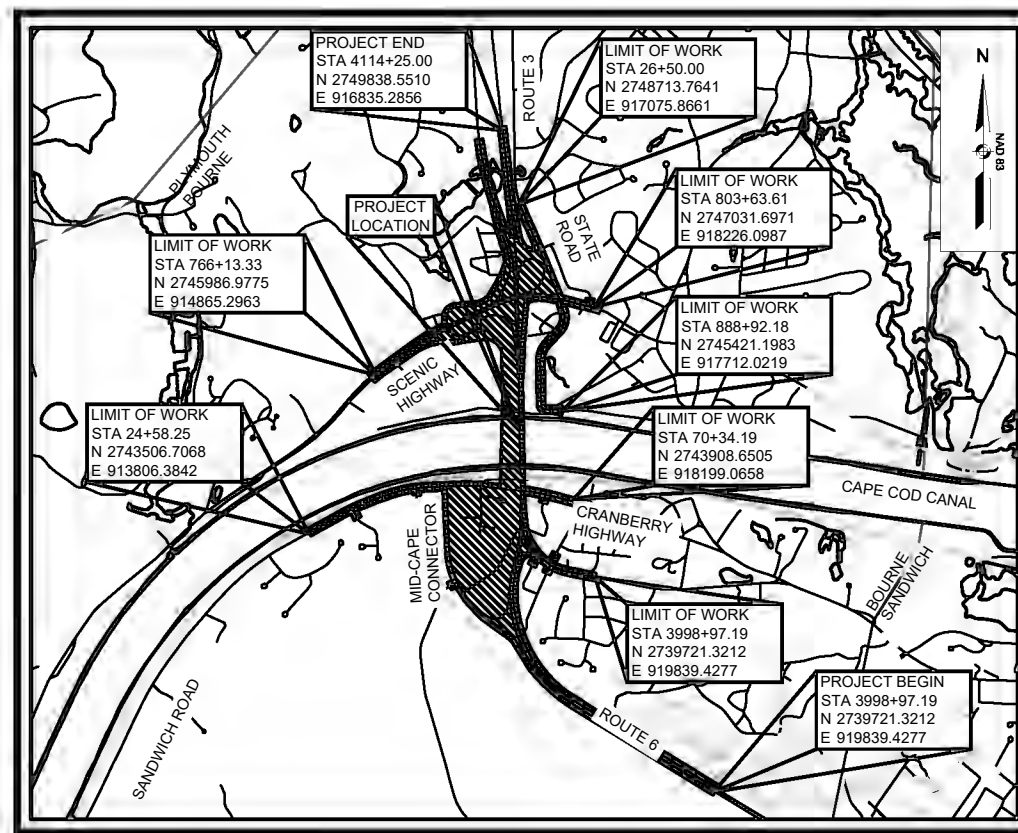 PROJECT END
STA 4114+25.00
N 2749838.5510
E 916835.2856
ROUTE 3
LIMIT OF WORK
STA 26+50.00
N 2748713.7641
E 917075.8661
N
NAD 83
PLYMOUTH
BOURNE
PROJECT
LOCATION
STATE
ROAD
LIMIT OF WORK
STA 803+63.61
N 2747031.6971
E 918226.0987
LIMIT OF WORK
STA 766+13.33
N 2745986.9775
E 914865.2963
LIMIT OF WORK
STA 888+92.18
N 2745421.1983
E 917712.0219
SCENIC
HIGHWAY
LIMIT OF WORK
STA 24+58.25
N 2743506.7068
E 913806.3842
LIMIT OF WORK
STA 70+34.19
N 2743908.6505
E 918199.0658
CAPE COD CANAL
MID-CAPE
CONNECTOR
CRANBERRY
HIGHWAY
BOURNE
SANDWICH
LIMIT OF WORK
STA 3998+97.19
N 2739721.3212
E 919839.4277
SANDWICH ROAD
ROUTE 6
PROJECT BEGIN
STA 3998+97.19
N 2739721.3212
E 919839.4277